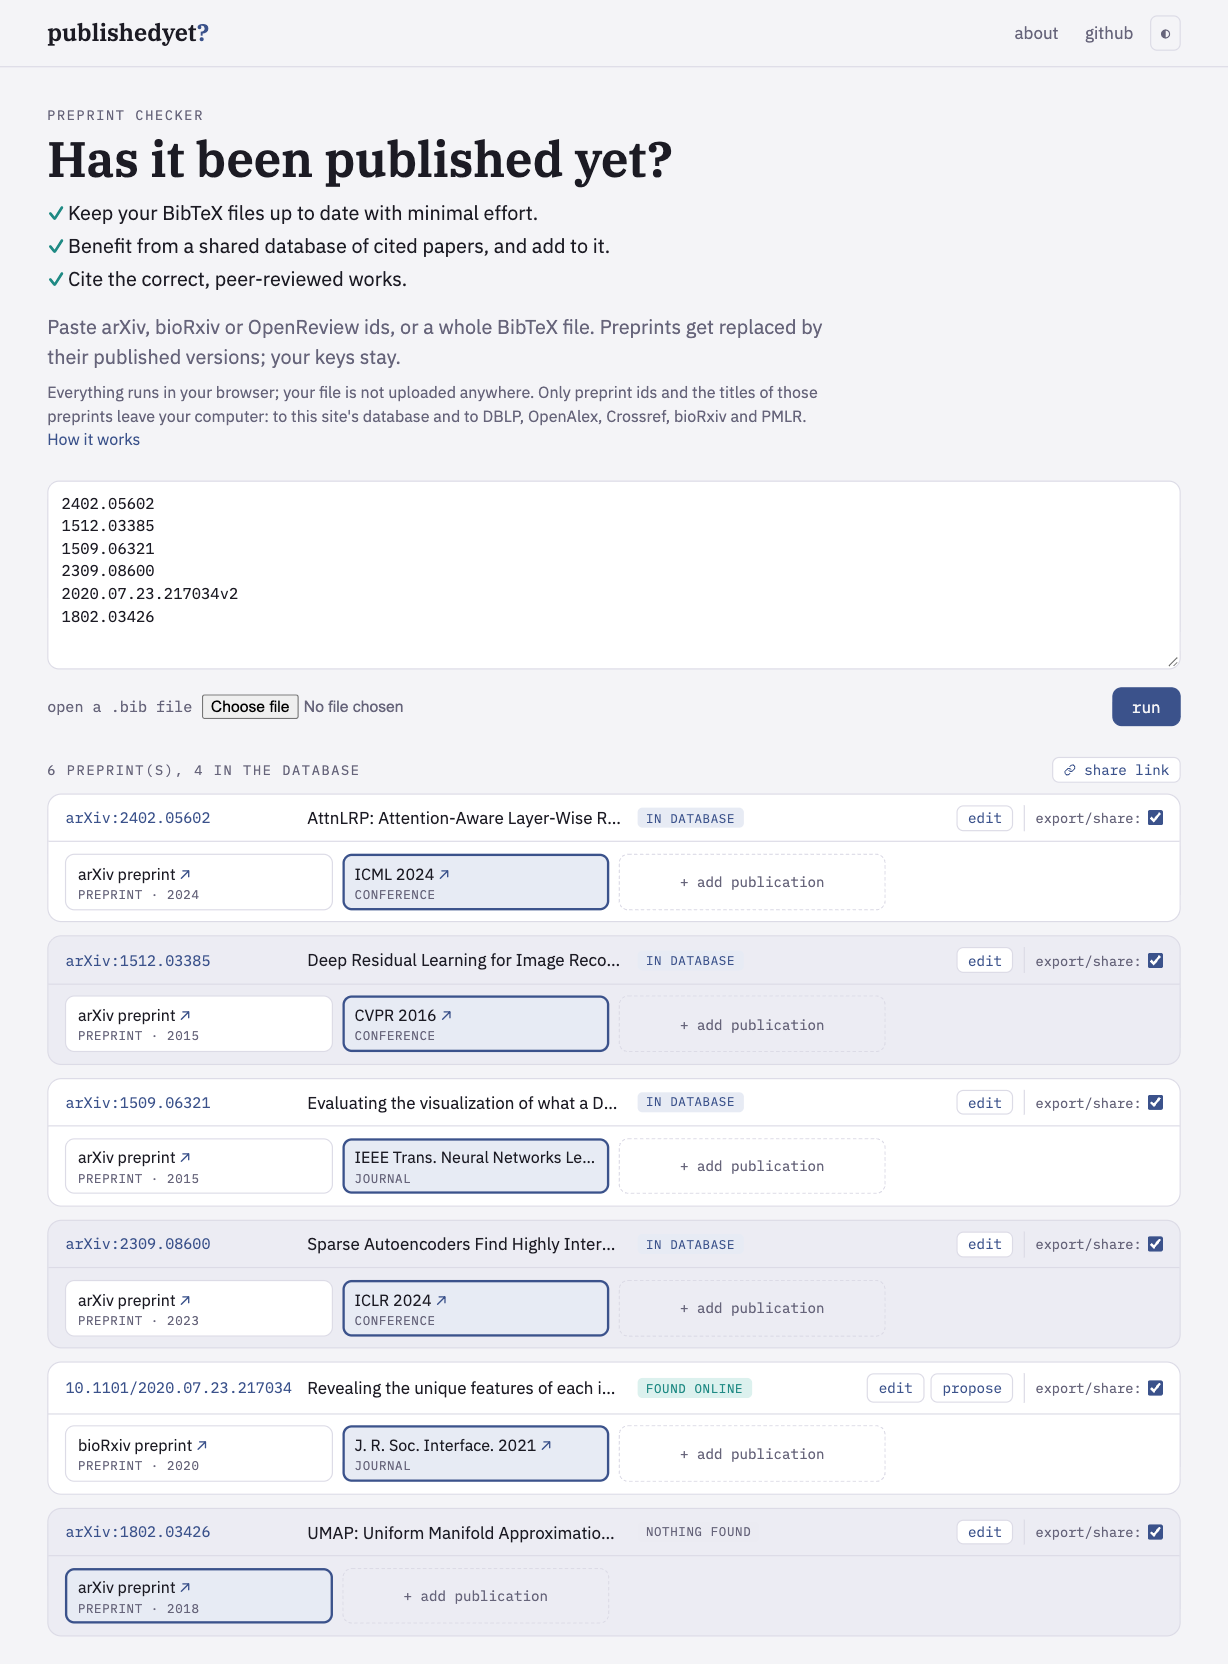 publishedyet?
about github
PREPRINT CHECKER
Has it been published yet?
✓ Keep your BibTeX files up to date with minimal effort.
✓ Benefit from a shared database of cited papers, and add to it.
✓ Cite the correct, peer-reviewed works.
Paste arXiv, bioRxiv or OpenReview ids, or a whole BibTeX file. Preprints get replaced by
their published versions; your keys stay.
Everything runs in your browser; your file is not uploaded anywhere. Only preprint ids and the titles of those
preprints leave your computer: to this site's database and to DBLP, OpenAlex, Crossref, bioRxiv and PMLR.
How it works
2402.05602
1512.03385
1509.06321
2309.08600
2020.07.23.217034v2
1802.03426
open a .bib file Choose file No file chosen run
6 PREPRINT(S), 4 IN THE DATABASE share link
arXiv:2402.05602 AttnLRP: Attention-Aware Layer-Wise R... IN DATABASE edit export/share:
arXiv preprint ↗ ICML 2024 ↗ + add publication
PREPRINT · 2024 CONFERENCE
arXiv:1512.03385 Deep Residual Learning for Image Reco... IN DATABASE edit export/share:
arXiv preprint ↗ CVPR 2016 ↗ + add publication
PREPRINT · 2015 CONFERENCE
arXiv:1509.06321 Evaluating the visualization of what a D... IN DATABASE edit export/share:
arXiv preprint ↗ IEEE Trans. Neural Networks Le... + add publication
PREPRINT · 2015 JOURNAL
arXiv:2309.08600 Sparse Autoencoders Find Highly Inter... IN DATABASE edit export/share:
arXiv preprint ↗ ICLR 2024 ↗ + add publication
PREPRINT · 2023 CONFERENCE
10.1101/2020.07.23.217034 Revealing the unique features of each i... FOUND ONLINE edit propose export/share:
bioRxiv preprint ↗ J. R. Soc. Interface. 2021 ↗ + add publication
PREPRINT · 2020 JOURNAL
arXiv:1802.03426 UMAP: Uniform Manifold Approximatio... NOTHING FOUND edit export/share:
arXiv preprint ↗ + add publication
PREPRINT · 2018